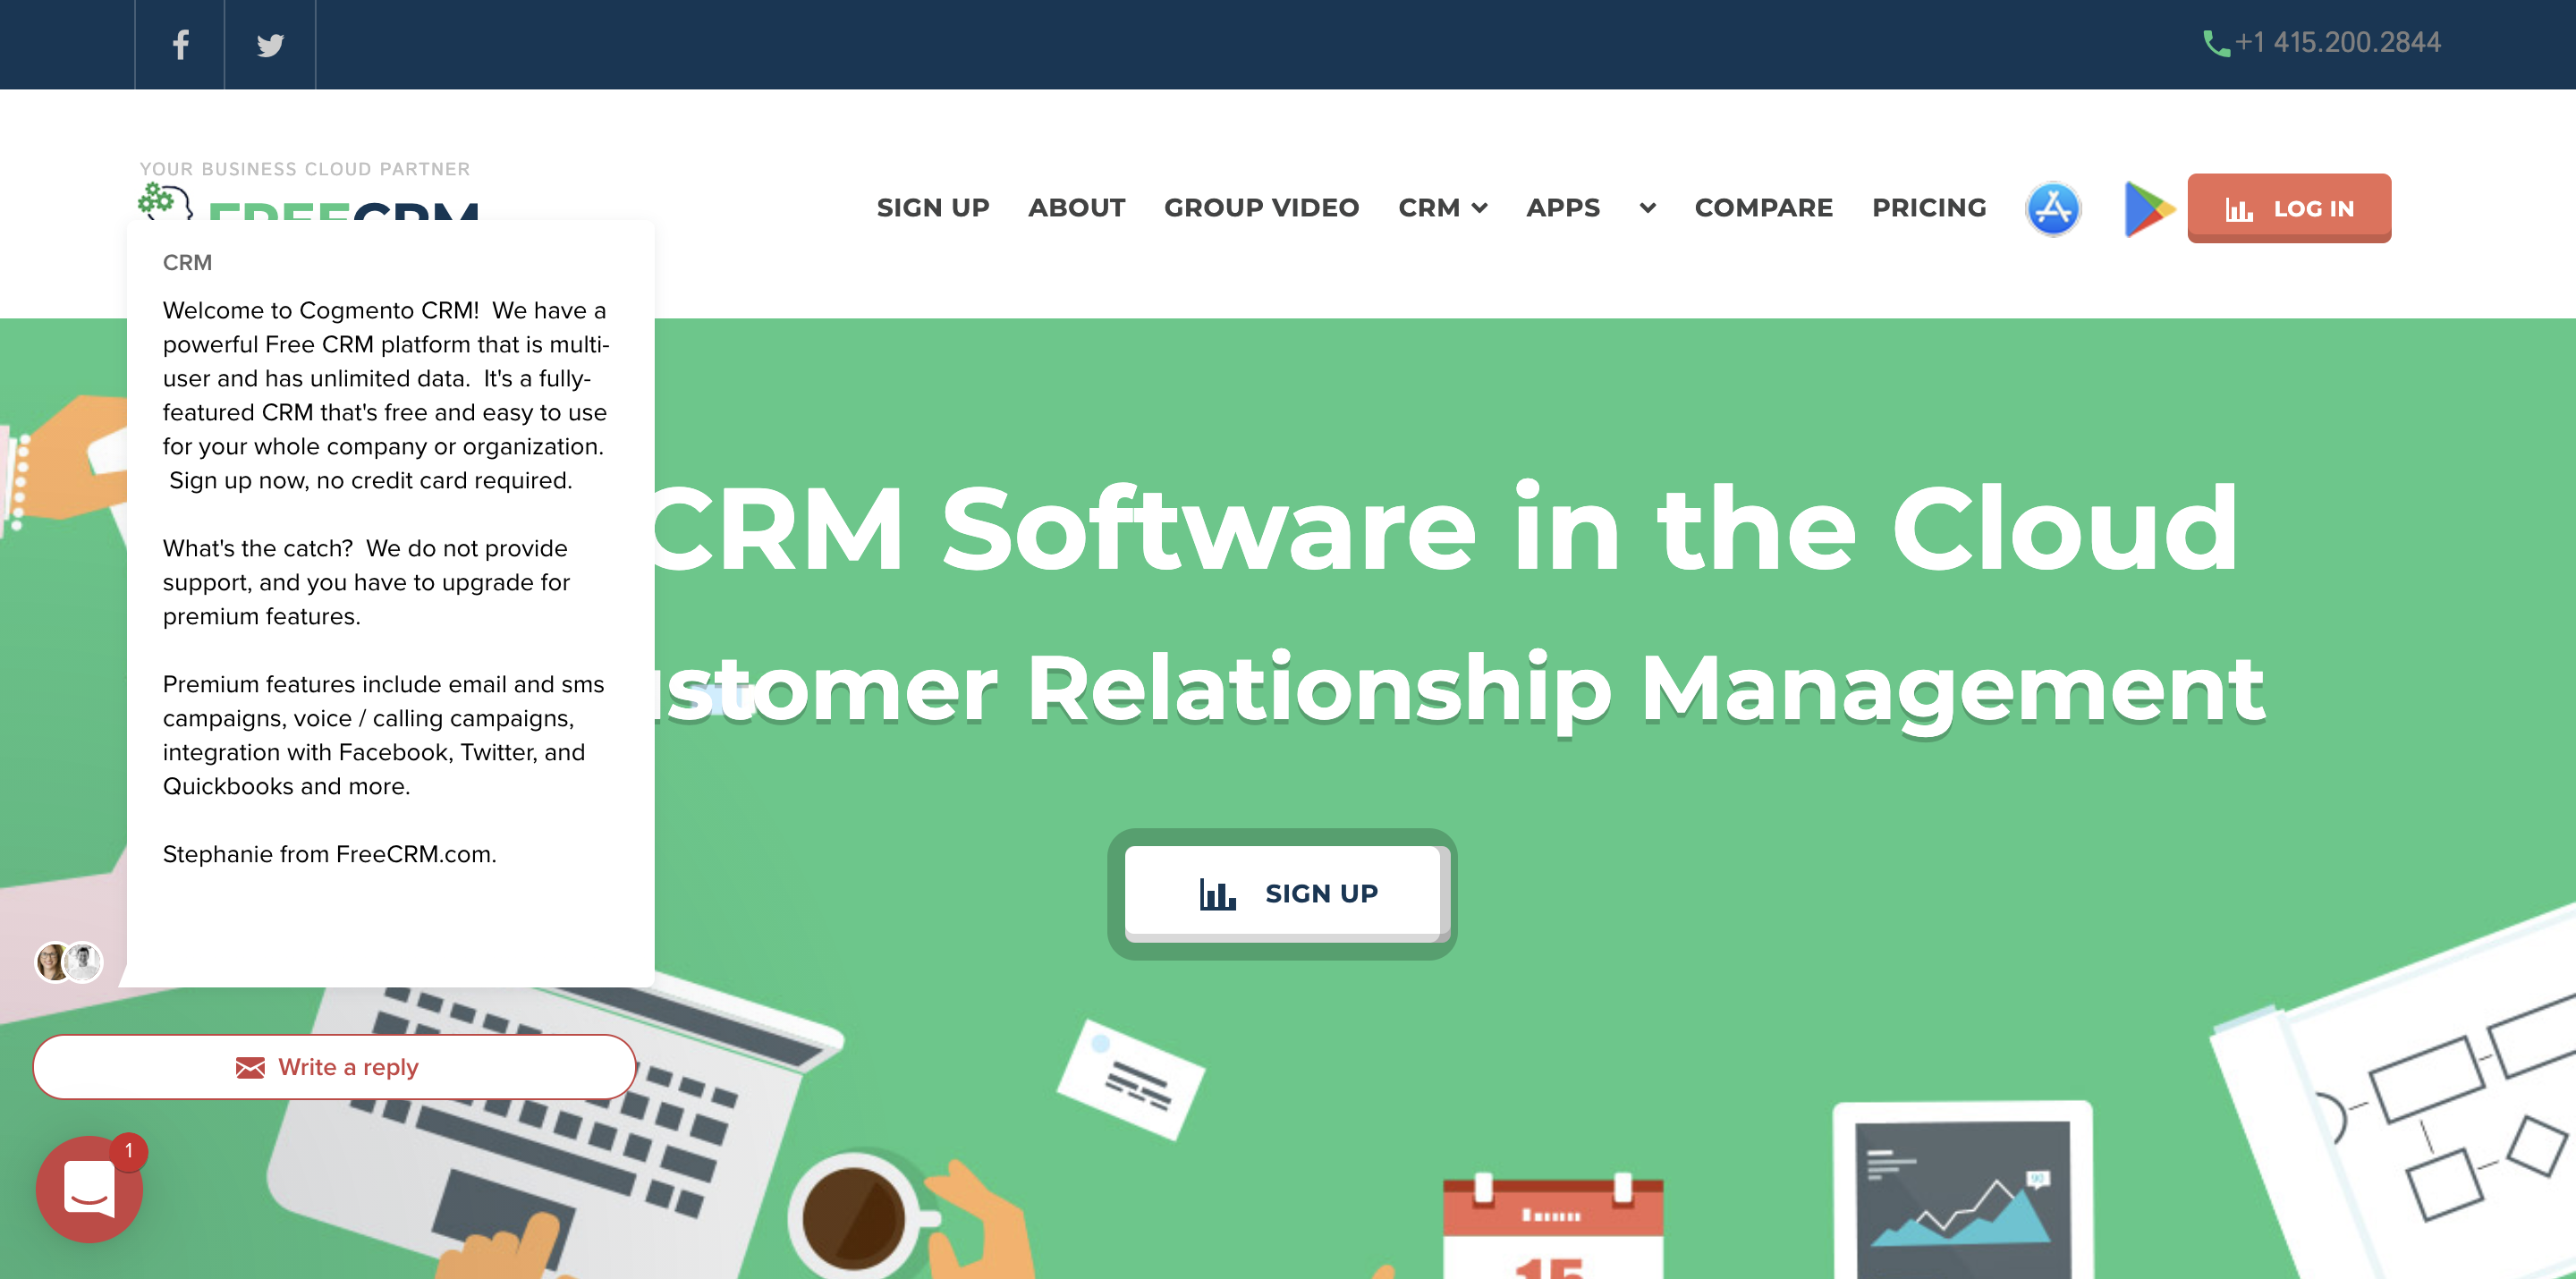 +1 415.200.2844
YOUR BUSINESS CLOUD PARTNER
FREECRM
SIGN UP ABOUT GROUP VIDEO CRM APPS COMPARE PRICING LOG IN
CRM
Welcome to Cogmento CRM!  We have a
powerful Free CRM platform that is multi-
user and has unlimited data.  It's a fully-
featured CRM that's free and easy to use
for your whole company or organization.
Sign up now, no credit card required.
What's the catch?  We do not provide
support, and you have to upgrade for
premium features.
Premium features include email and sms
campaigns, voice / calling campaigns,
integration with Facebook, Twitter, and
Quickbooks and more.
Stephanie from FreeCRM.com.
Write a reply
1
CRM Software in the Cloud
ustomer Relationship Management
SIGN UP
90
15